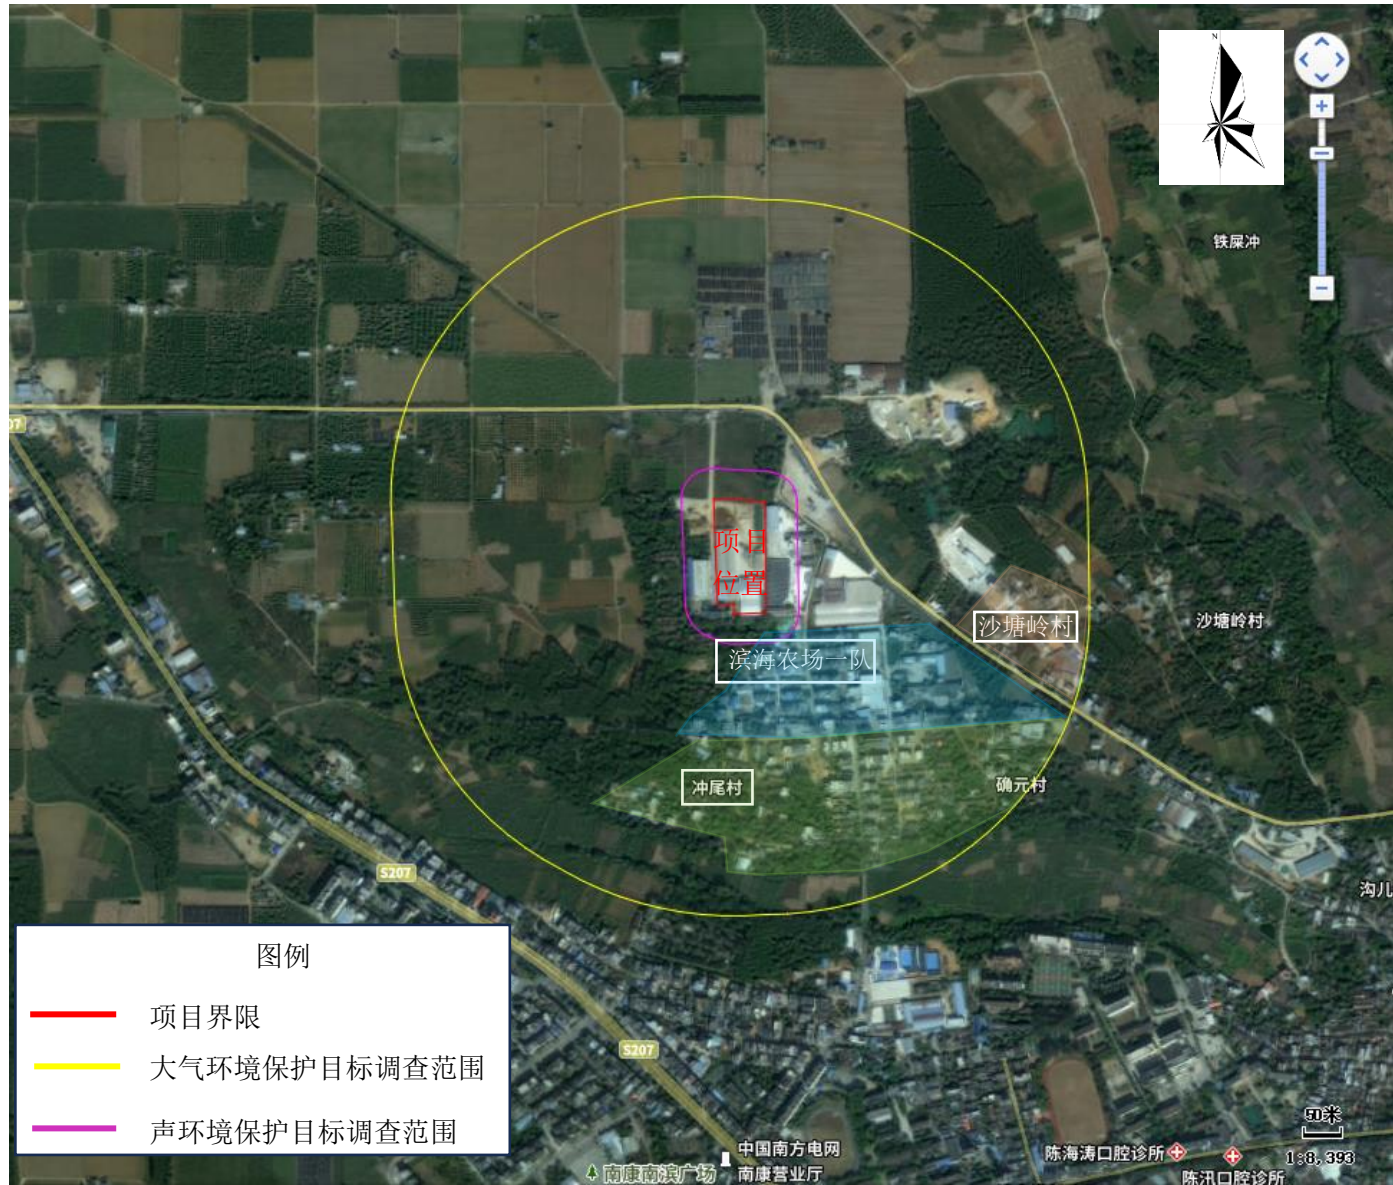 N
铁屎冲
07
项目
位置
沙塘岭村
沙塘岭村
滨海农场一队
冲尾村
确元村
S207
沟儿
图例
项目界限
大气环境保护目标调查范围
声环境保护目标调查范围
S207
50米
1:8,393
中国南方电网
南康营业厅
南康南滨广场
陈海涛口腔诊所
陈汛口腔诊所